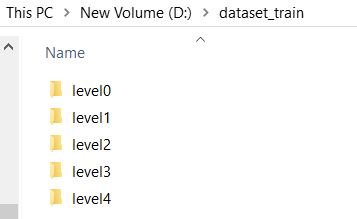 This PC > New Volume (D:) > dataset_train
Name
level0
level1
level2
level3
level4